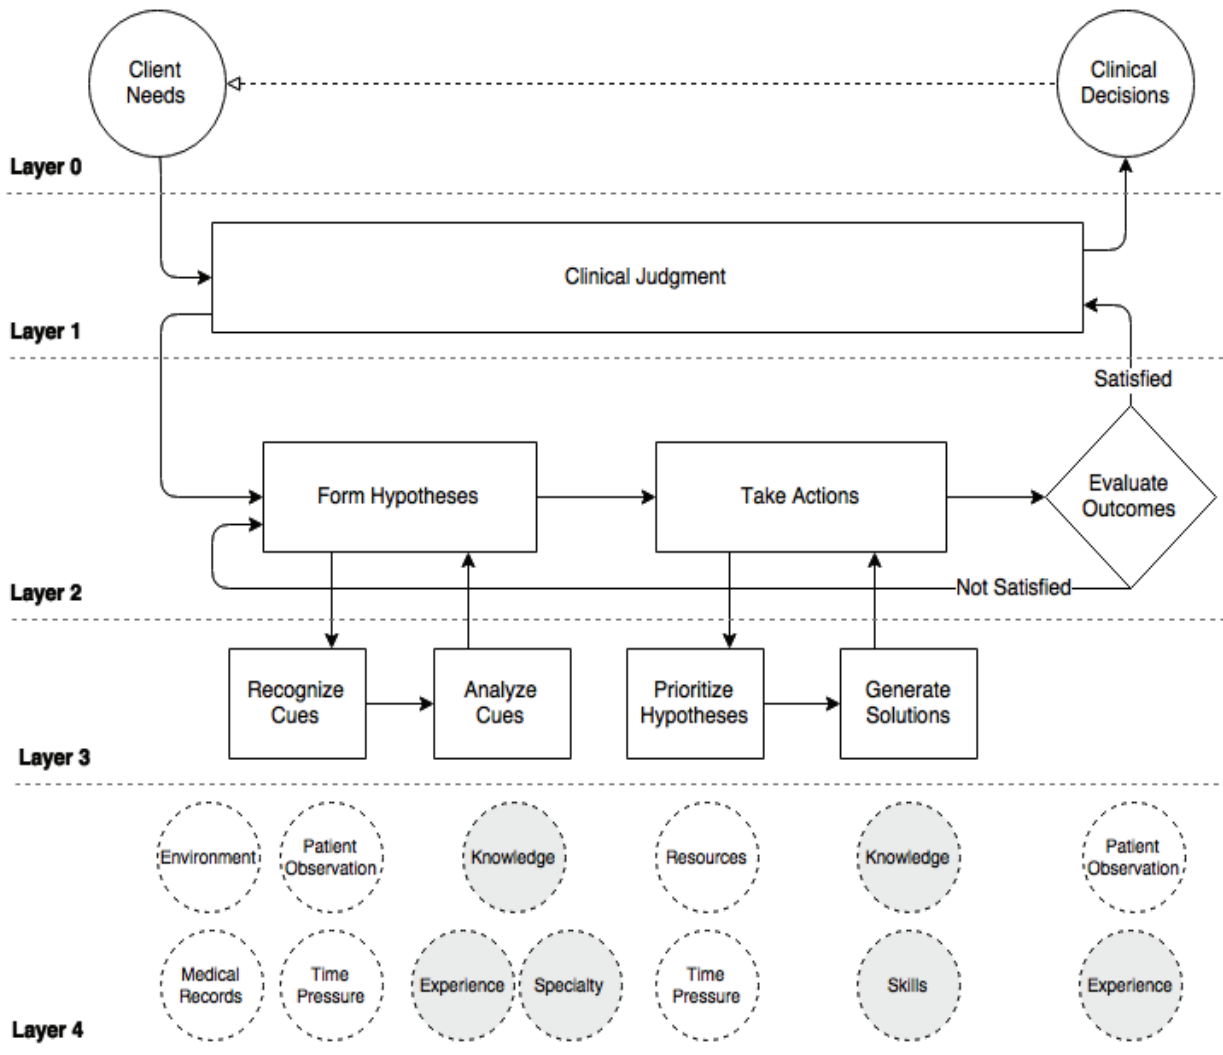 Client
Needs
Clinical
Decisions
Layer 0
Clinical Judgment
Layer 1
Satisfied
Form Hypotheses
Take Actions
Evaluate
Outcomes
Not Satisfied
Layer 2
Recognize
Cues
Analyze
Cues
Prioritize
Hypotheses
Generate
Solutions
Layer 3
Environment
Patient
Observation
Knowledge
Resources
Knowledge
Patient
Observation
Medical
Records
Time
Pressure
Experience
Specialty
Time
Pressure
Skills
Experience
Layer 4